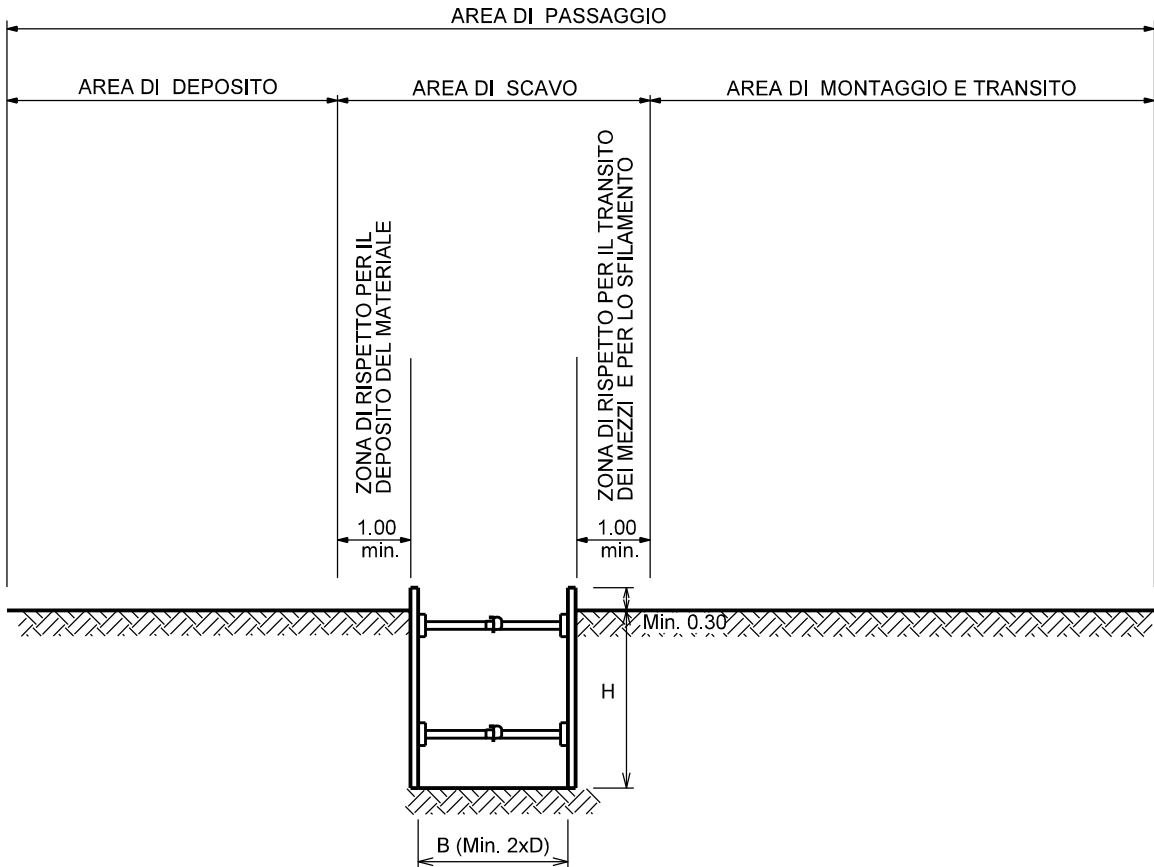 AREA DI PASSAGGIO
AREA DI DEPOSITO
AREA DI SCAVO
AREA DI MONTAGGIO E TRANSITO
ZONA DI RISPETTO PER IL
DEPOSITO DEL MATERIALE
ZONA DI RISPETTO PER IL TRANSITO
DEI MEZZI E PER LO SFILAMENTO
1.00
min.
1.00
min.
Min. 0.30
H
B (Min. 2xD)